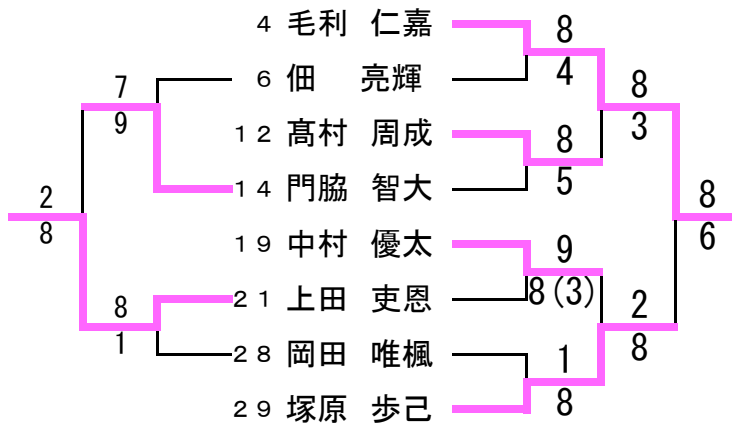 4 毛利 仁嘉 8
6 佃 亮輝 4
7 8
9 3
12 髙村 周成 8
14 門脇 智大 5
2 8
8 6
19 中村 優太 9
21 上田 吏恩 8(3)
8 2
1 8
28 岡田 唯楓 1
29 塚原 歩己 8